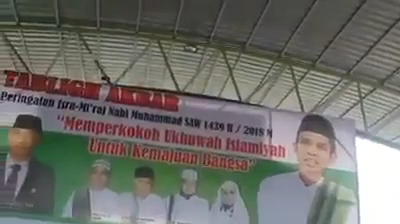 TABLIGH AKBAR
Peringatan Isra-Mi'raj Nabi Muhammad SAW 1439 H / 2018 M
"Memperkokoh Ukhuwah Islamiyah
Untuk Kemajuan Bangsa"